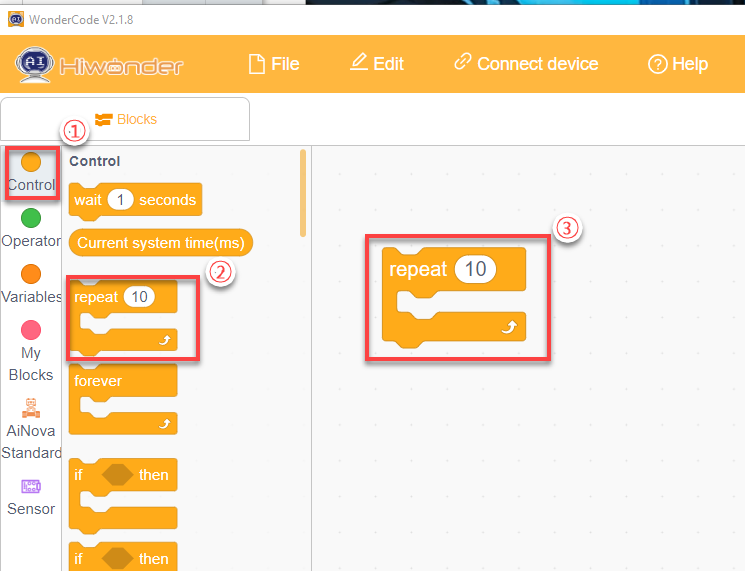 WonderCode V2.1.8
AI Hiwonder File Edit Connect device Help
Blocks
①
Control
Operator
Variables
My
Blocks
AiNova
Standard
Sensor
Control
wait 1 seconds
Current system time(ms)
②
repeat 10
forever
if then
if then
③
repeat 10